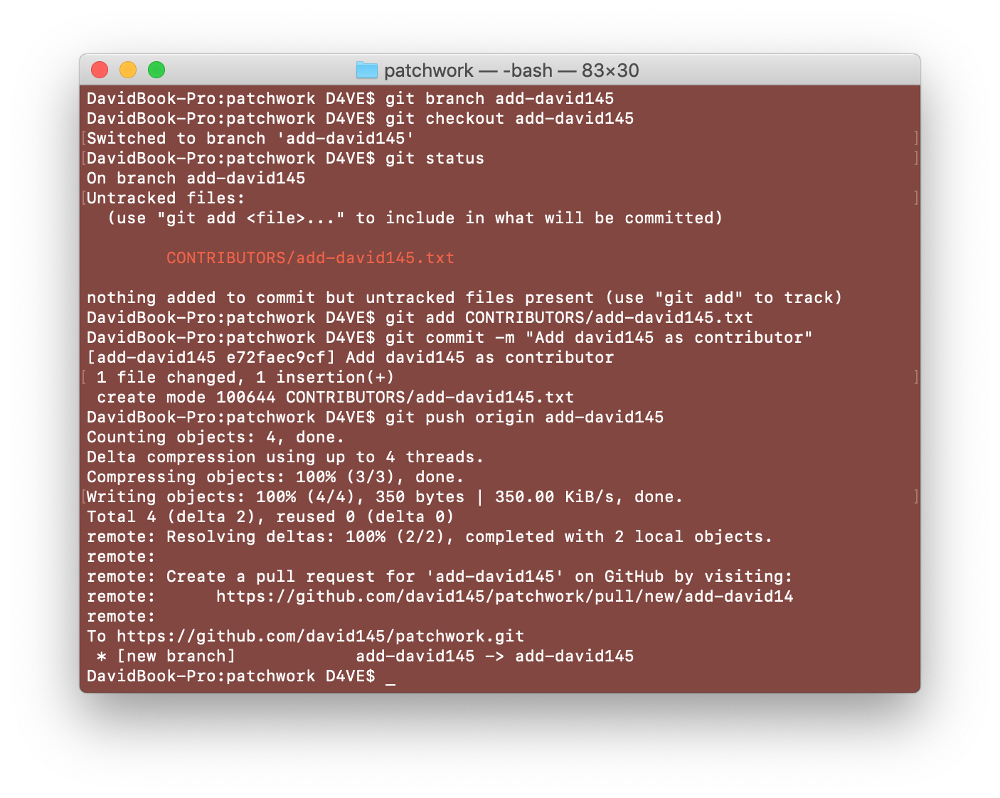 patchwork — -bash — 83×30
DavidBook-Pro:patchwork D4VE$ git branch add-david145
DavidBook-Pro:patchwork D4VE$ git checkout add-david145
[Switched to branch 'add-david145' ]
[DavidBook-Pro:patchwork D4VE$ git status ]
On branch add-david145
[Untracked files: ]
  (use "git add <file>..." to include in what will be committed)
        CONTRIBUTORS/add-david145.txt
nothing added to commit but untracked files present (use "git add" to track)
DavidBook-Pro:patchwork D4VE$ git add CONTRIBUTORS/add-david145.txt
DavidBook-Pro:patchwork D4VE$ git commit -m "Add david145 as contributor"
[add-david145 e72faec9cf] Add david145 as contributor
[ 1 file changed, 1 insertion(+) ]
 create mode 100644 CONTRIBUTORS/add-david145.txt
DavidBook-Pro:patchwork D4VE$ git push origin add-david145
Counting objects: 4, done.
Delta compression using up to 4 threads.
Compressing objects: 100% (3/3), done.
[Writing objects: 100% (4/4), 350 bytes | 350.00 KiB/s, done. ]
Total 4 (delta 2), reused 0 (delta 0)
remote: Resolving deltas: 100% (2/2), completed with 2 local objects.
remote:
remote: Create a pull request for 'add-david145' on GitHub by visiting:
remote:      https://github.com/david145/patchwork/pull/new/add-david14
remote:
To https://github.com/david145/patchwork.git
 * [new branch]            add-david145 -> add-david145
DavidBook-Pro:patchwork D4VE$ _